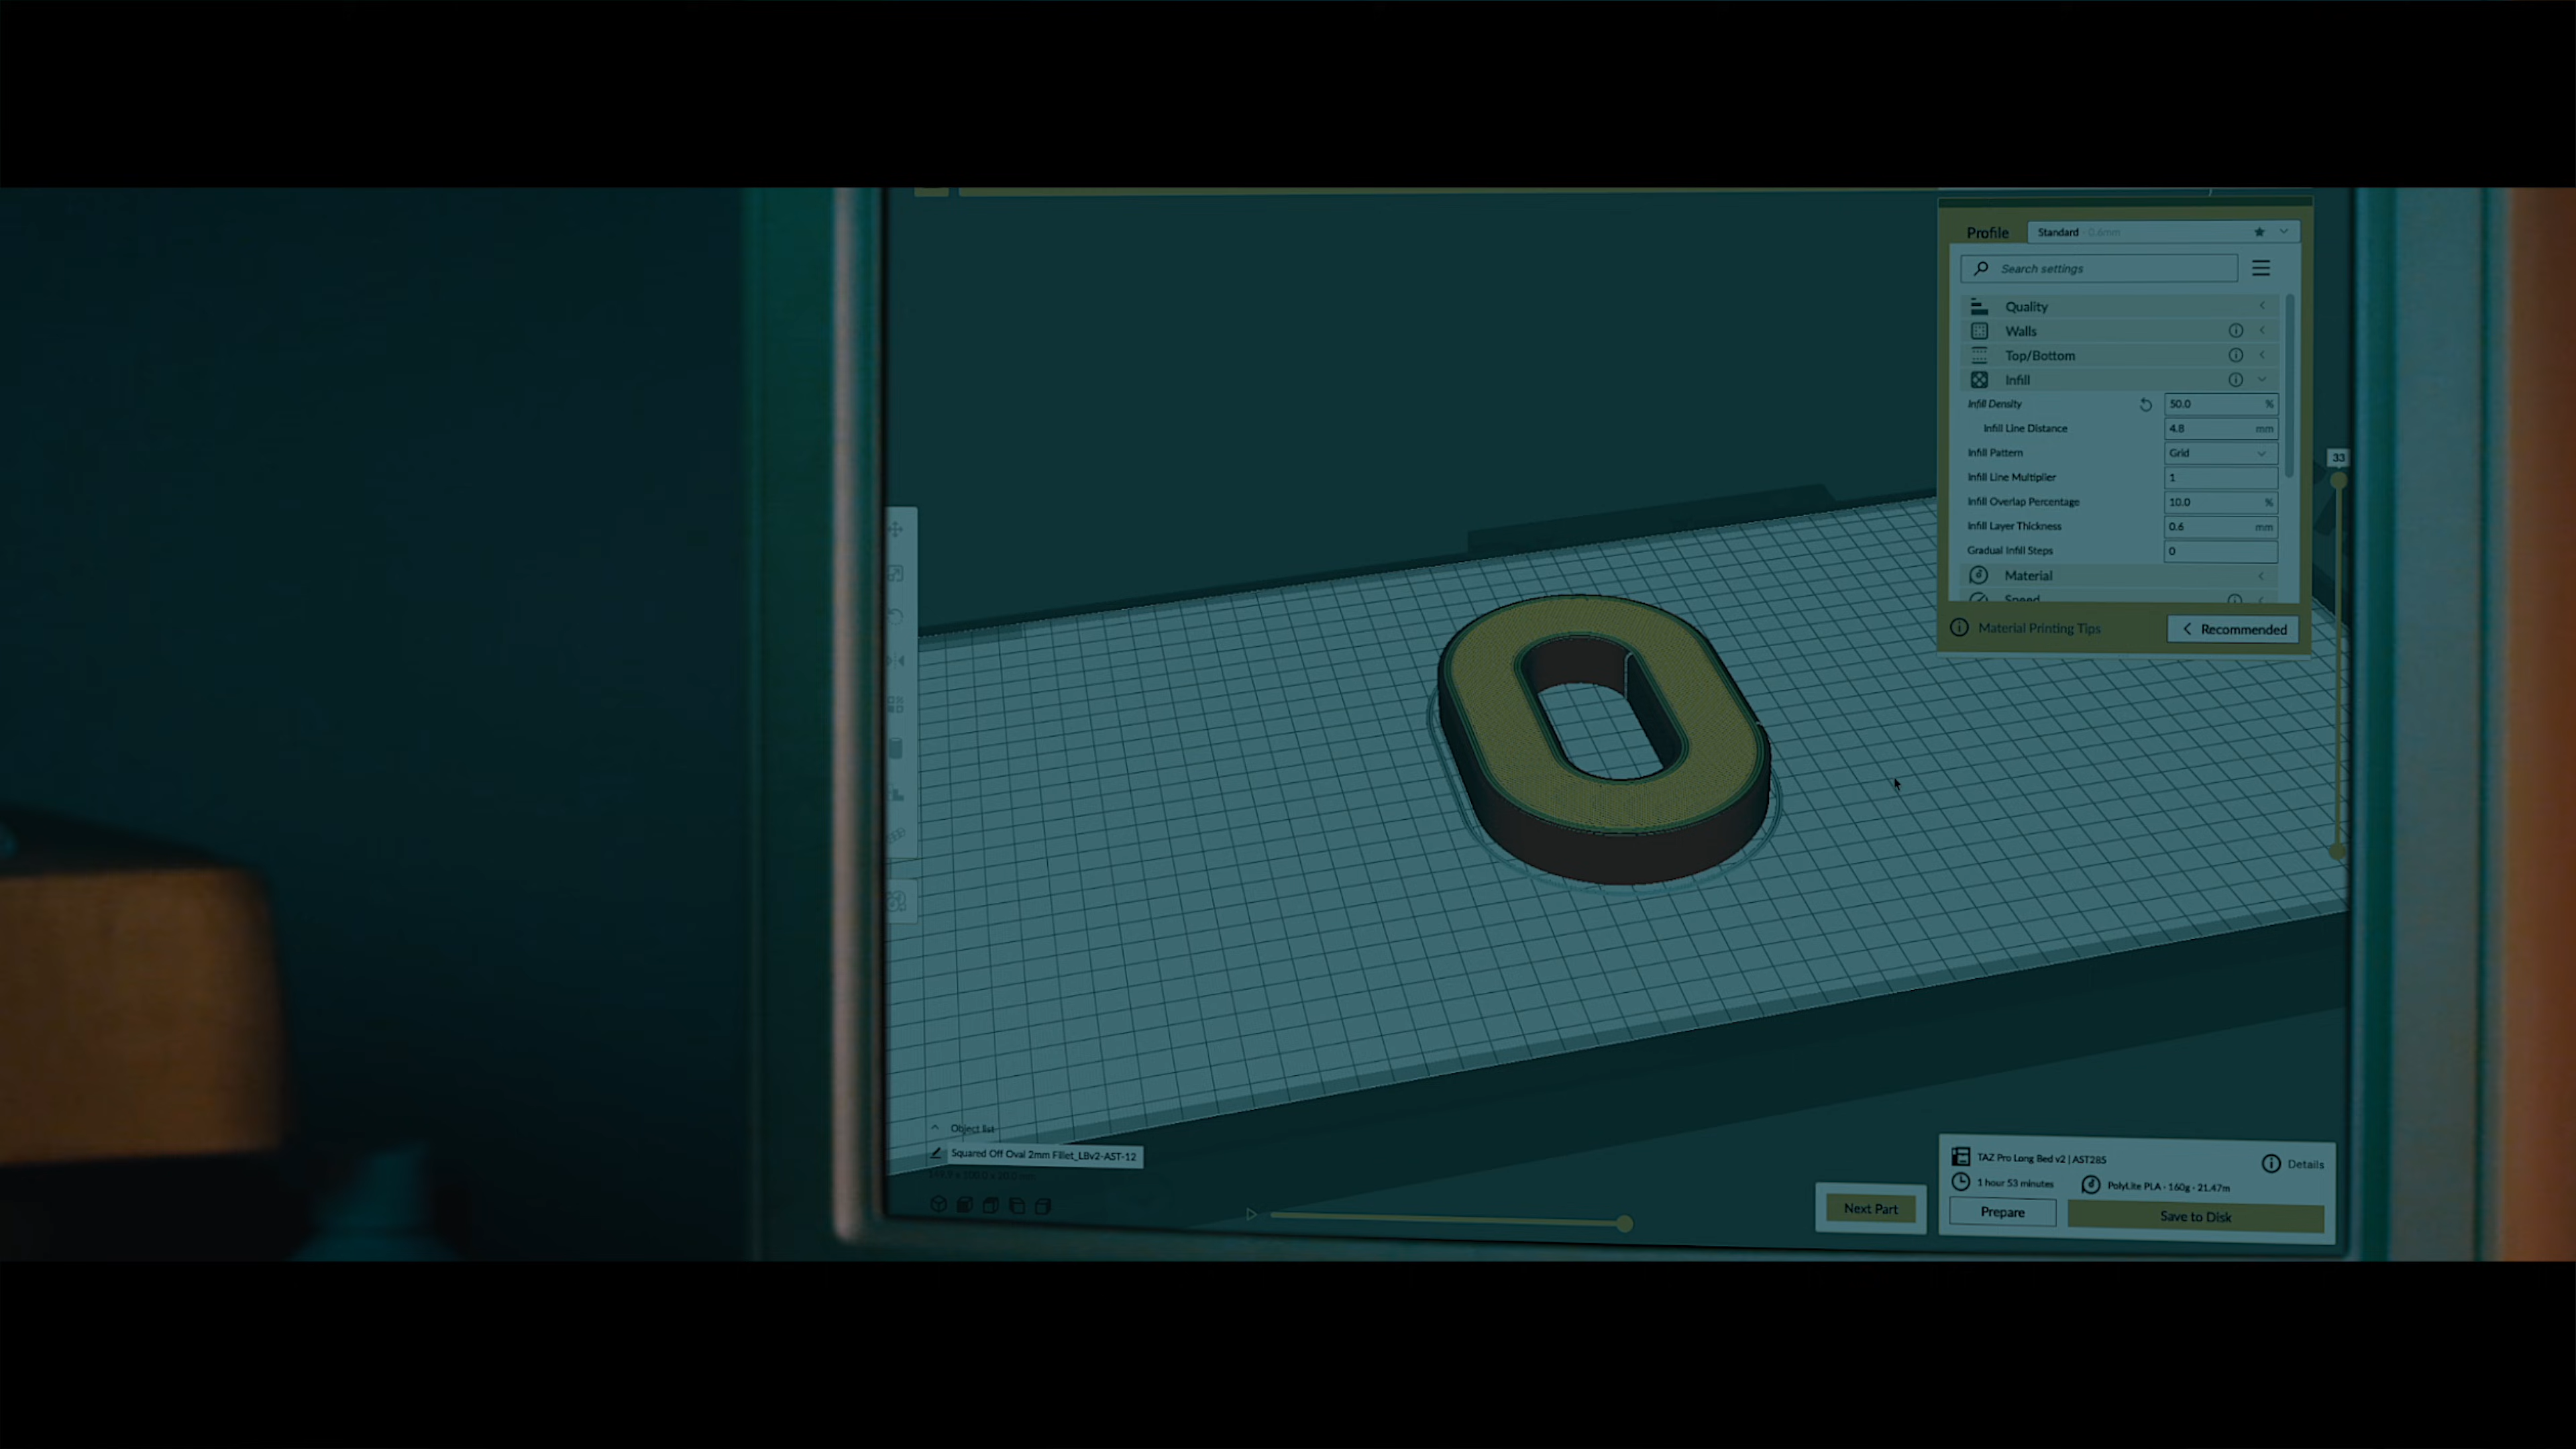 Profile
Standard 0.6mm
Search settings
Quality
Walls
Top/Bottom
Infill
Infill Density 50.0 %
Infill Line Distance 4.8 mm
Infill Pattern Grid
Infill Line Multiplier 1
Infill Overlap Percentage 10.0 %
Infill Layer Thickness 0.6 mm
Gradual Infill Steps 0
Material
Speed
Material Printing Tips
Recommended
33
Object list
Squared Off Oval 2mm Fillet_LBv2-AST-12
TAZ Pro Long Bed v2 | AST285
Details
1 hour 53 minutes
PolyLite PLA - 160g - 21.47m
Next Part
Prepare
Save to Disk